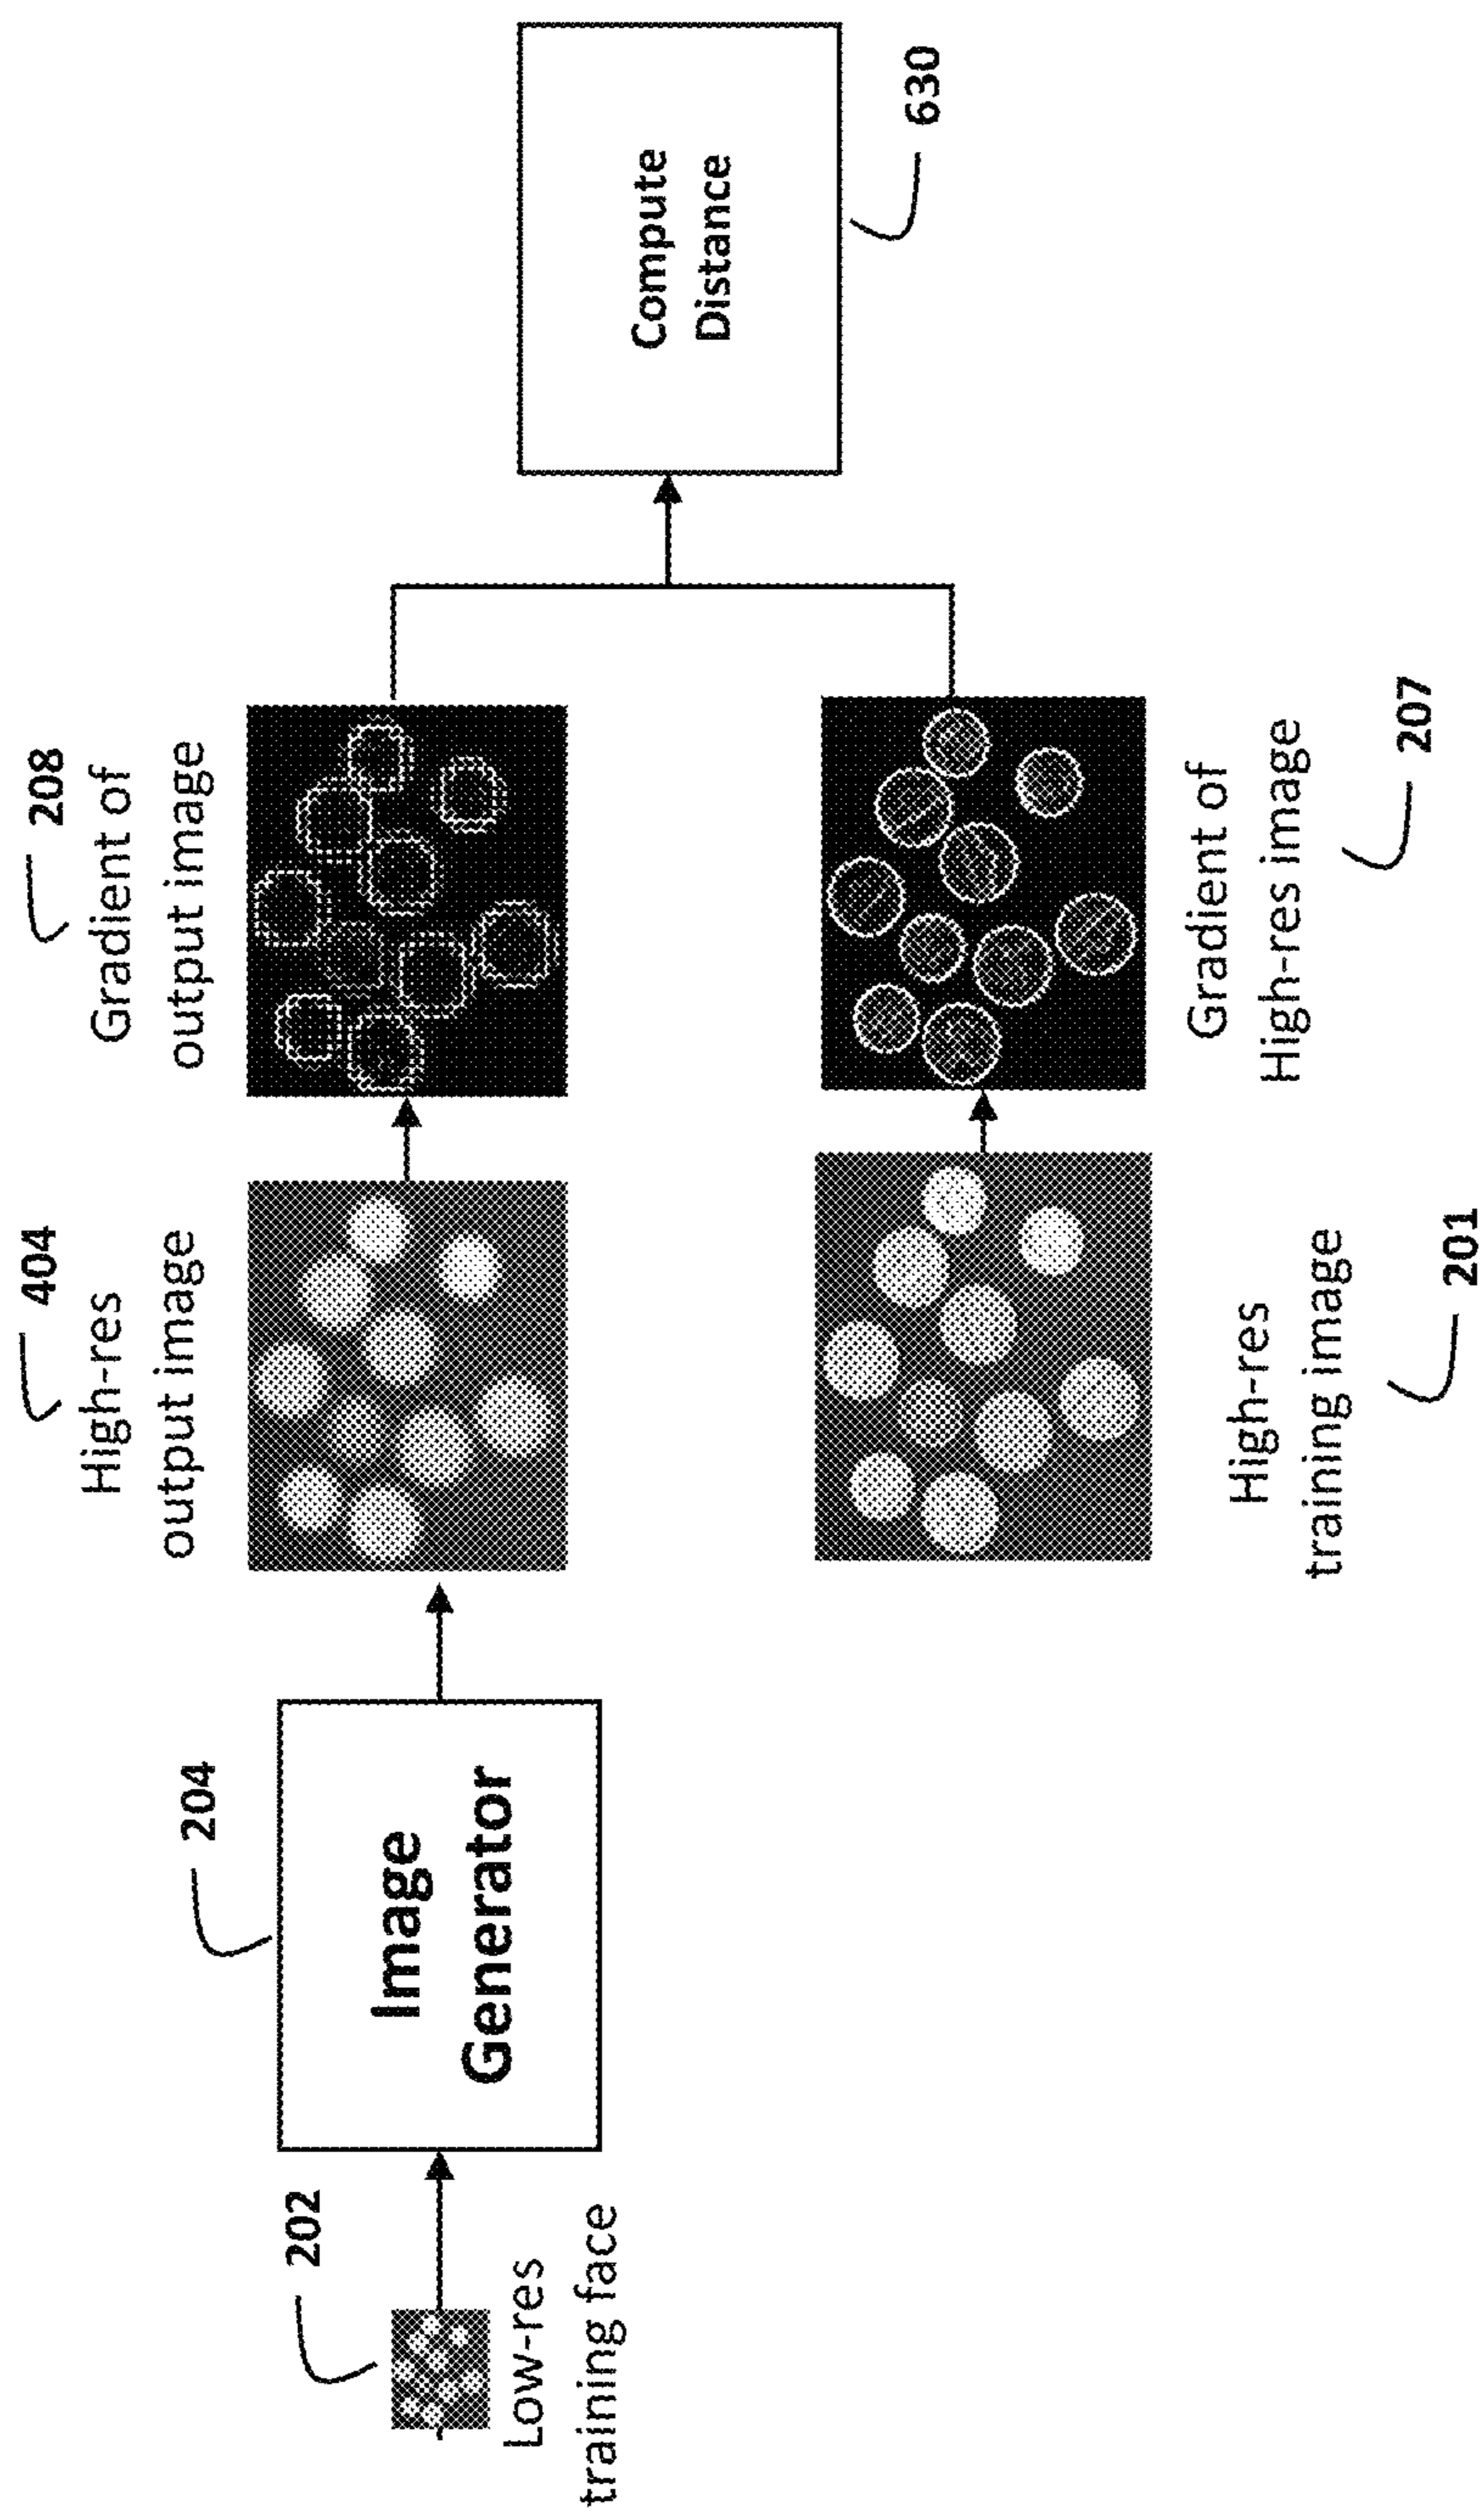 202
Low-res
training face
204
Image
Generator
404
High-res
output image
208
Gradient of
output image
High-res
training image
201
Gradient of
High-res image
207
Compute
Distance
630